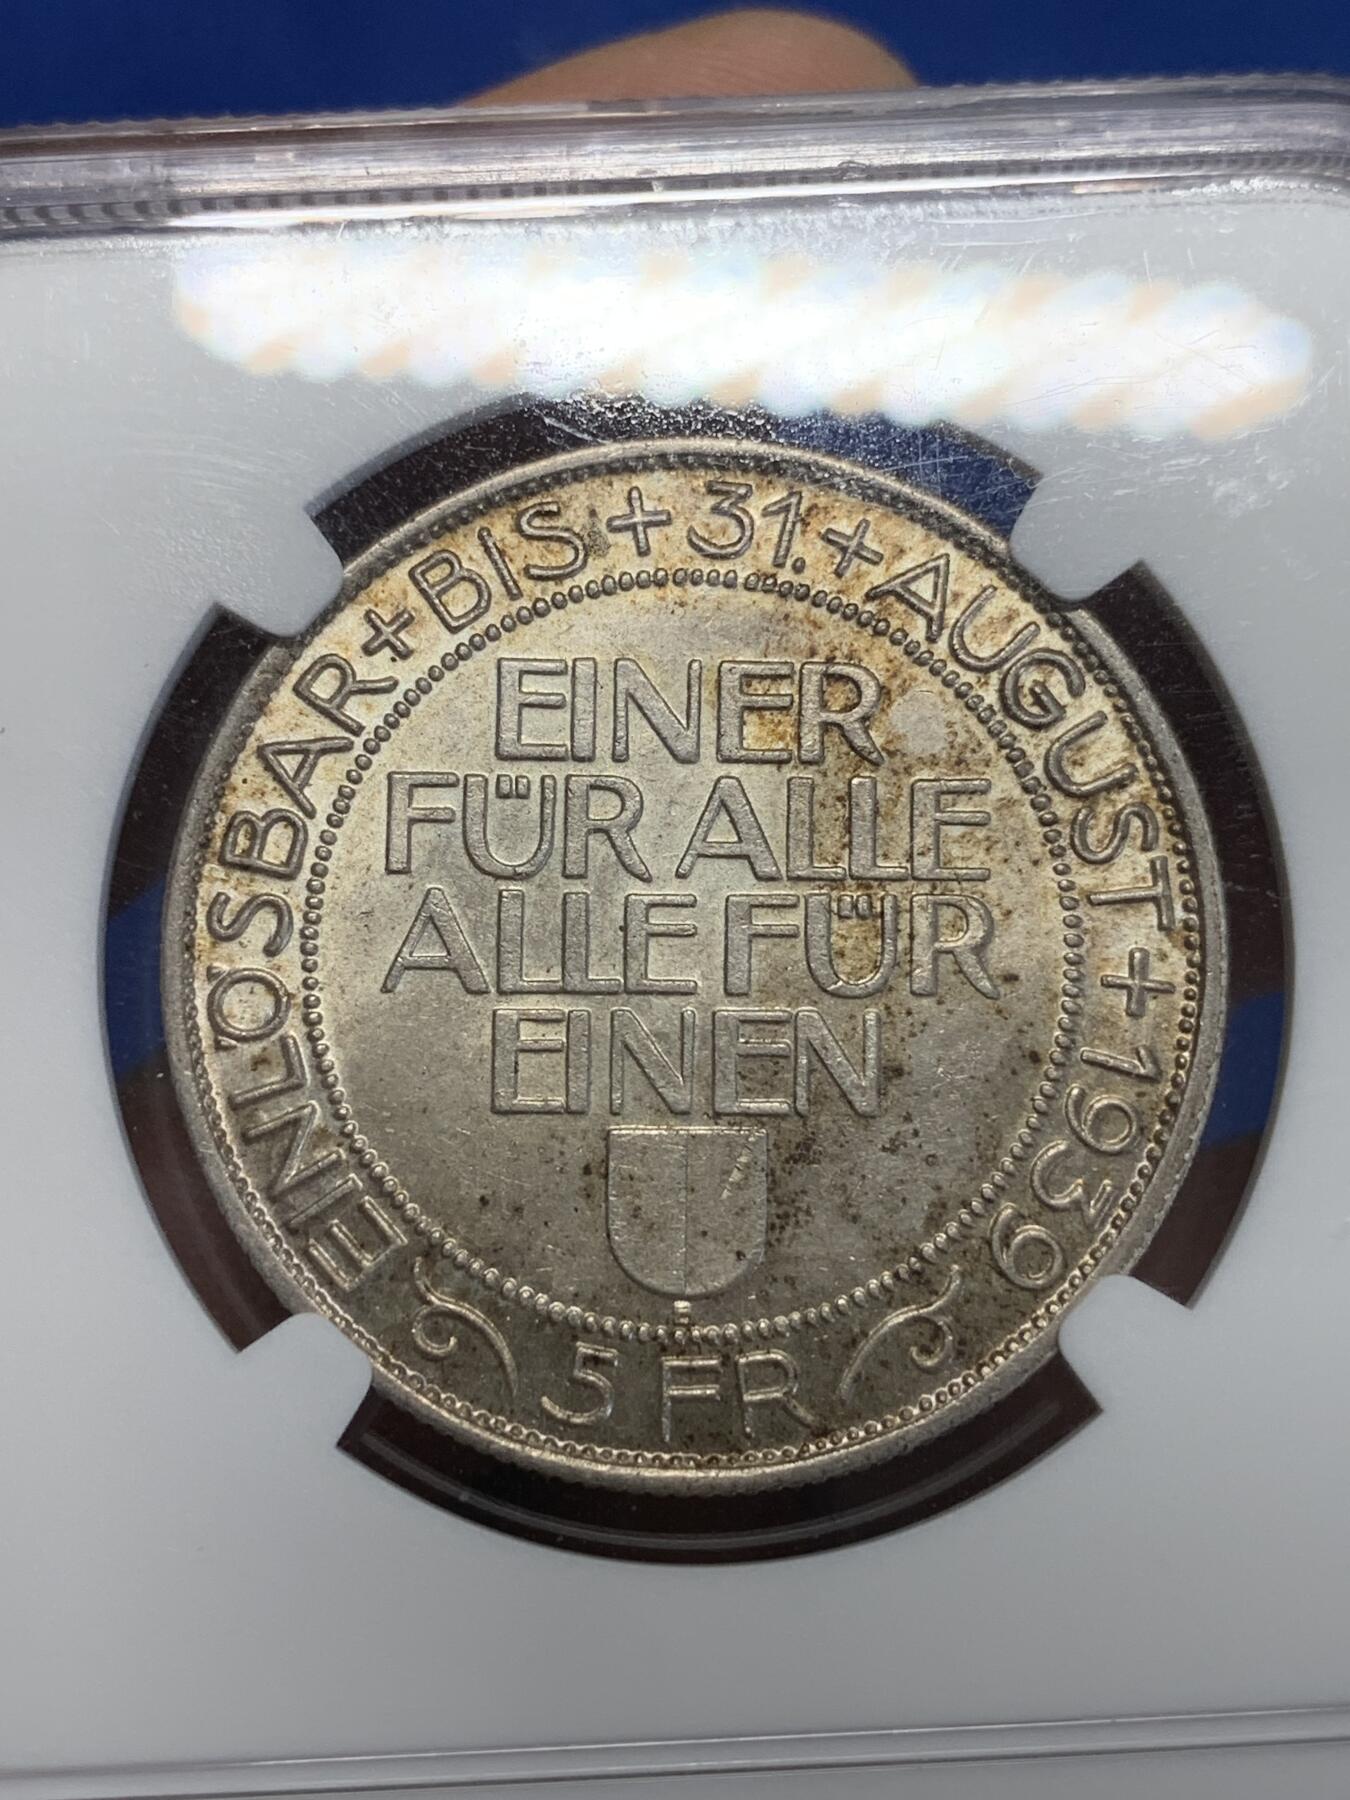 EINLÖSBAR + BIS + 31. + AUGUST + 1939
EINER
FÜR ALLE
ALLE FÜR
EINEN
5 FR